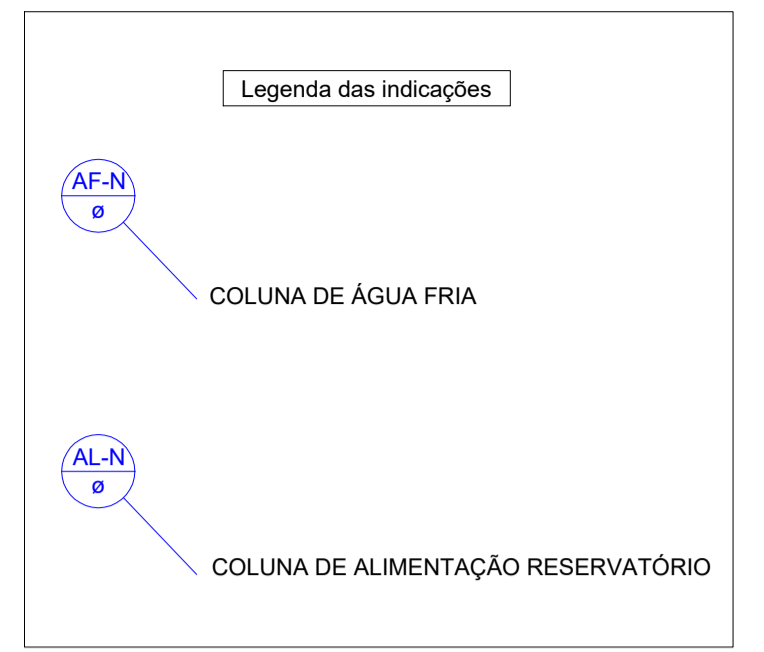 Legenda das indicações
AF-N
ø
COLUNA DE ÁGUA FRIA
AL-N
ø
COLUNA DE ALIMENTAÇÃO RESERVATÓRIO